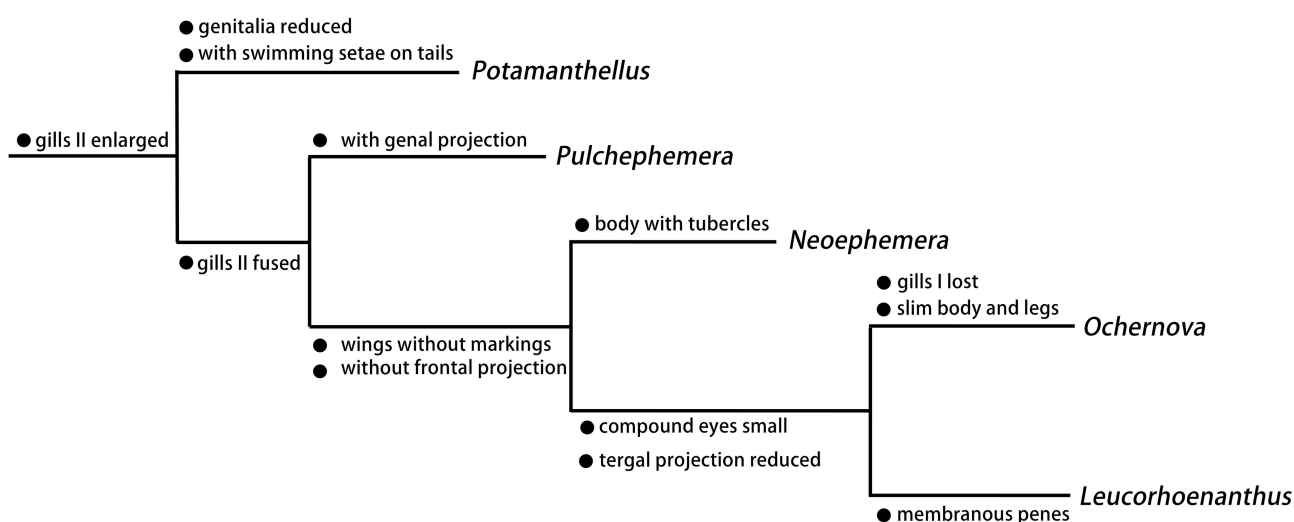 genitalia reduced
with swimming setae on tails
Potamanthellus
gills II enlarged
with genal projection
Pulchephemera
body with tubercles
Neoephemera
gills II fused
gills I lost
slim body and legs
Ochernova
wings without markings
without frontal projection
compound eyes small
tergal projection reduced
Leucorhoenanthus
membranous penes